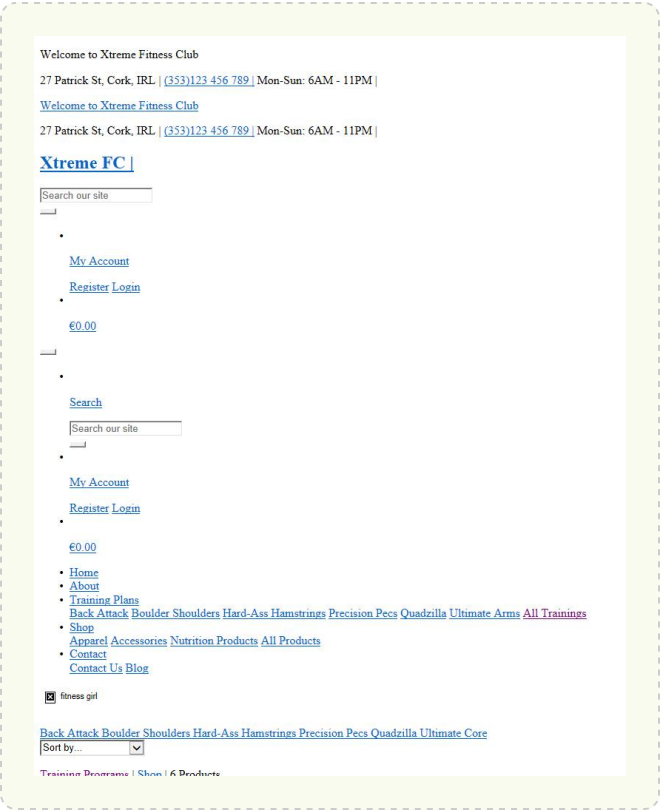 Welcome to Xtreme Fitness Club
27 Patrick St, Cork, IRL | (353)123 456 789 | Mon-Sun: 6AM - 11PM |
Welcome to Xtreme Fitness Club
27 Patrick St, Cork, IRL | (353)123 456 789 | Mon-Sun: 6AM - 11PM |
Xtreme FC |
Search our site
My Account
Register Login
€0.00
Search
Search our site
My Account
Register Login
€0.00
Home
About
Training Plans
Back Attack Boulder Shoulders Hard-Ass Hamstrings Precision Pecs Quadzilla Ultimate Arms All Trainings
Shop
Apparel Accessories Nutrition Products All Products
Contact
Contact Us Blog
fitness girl
Back Attack Boulder Shoulders Hard-Ass Hamstrings Precision Pecs Quadzilla Ultimate Core
Sort by...
Training Programs | Shop | 6 Products